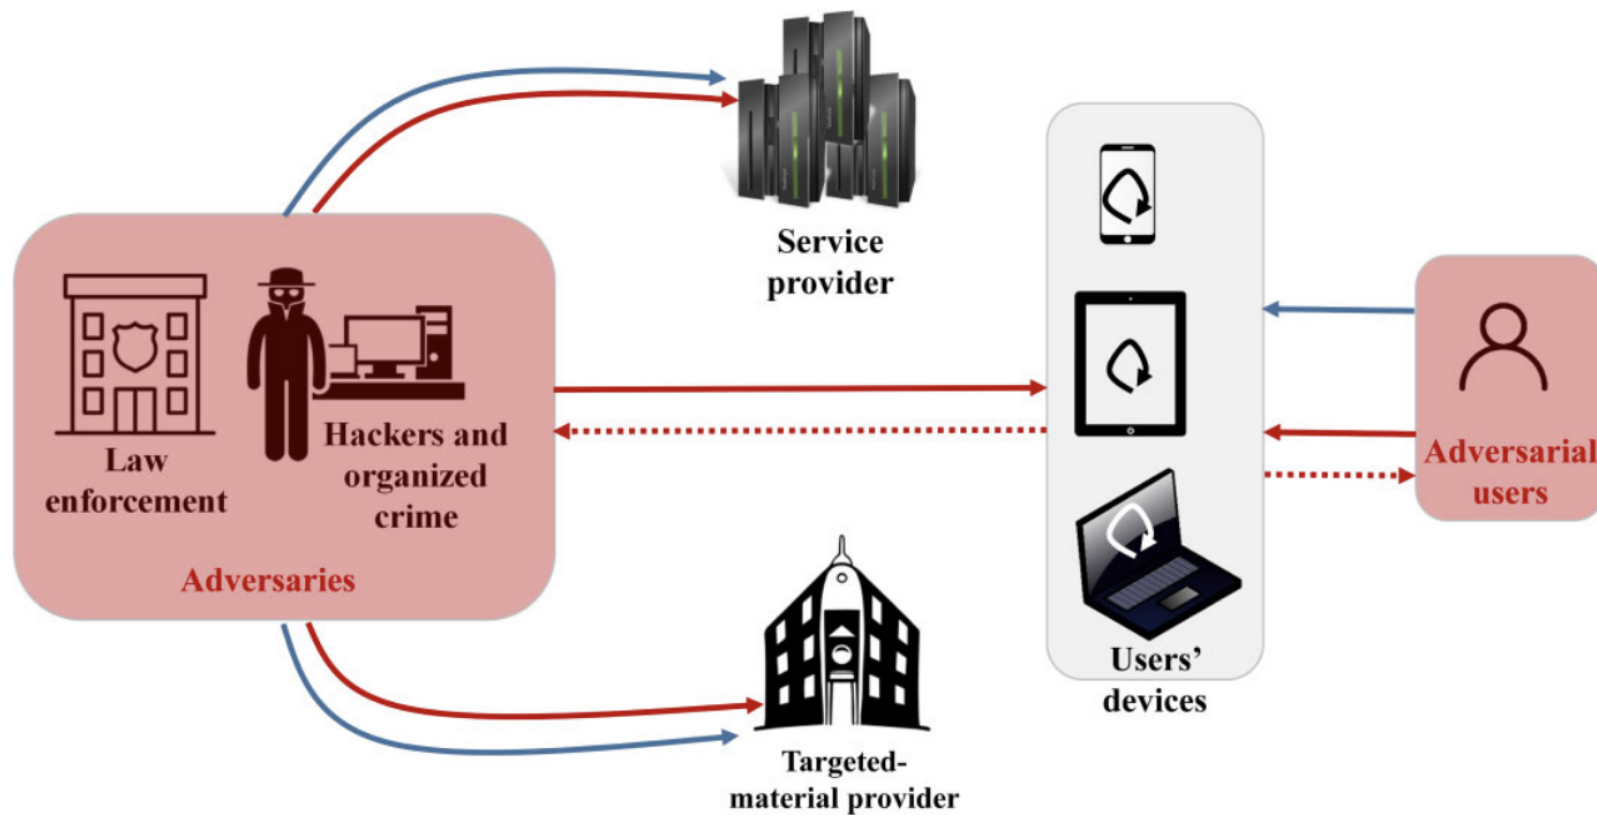 Service
provider
Law
enforcement
Hackers and
organized
crime
Adversaries
Targeted-
material provider
Users’
devices
Adversarial
users